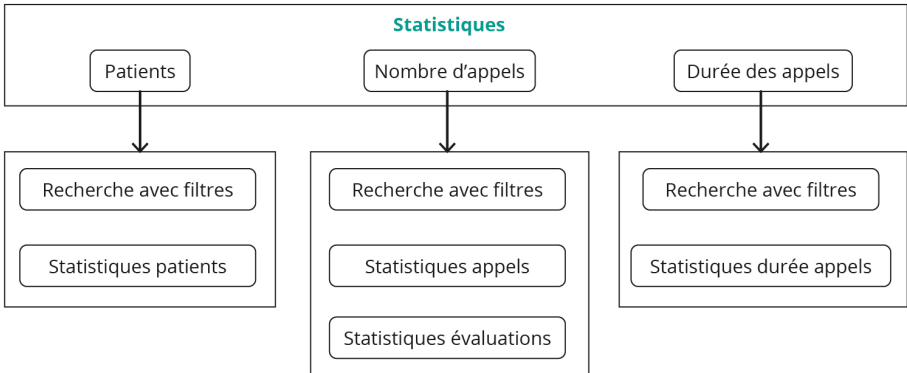 Statistiques
Patients
Nombre d’appels
Durée des appels
Recherche avec filtres
Statistiques patients
Recherche avec filtres
Statistiques appels
Statistiques évaluations
Recherche avec filtres
Statistiques durée appels